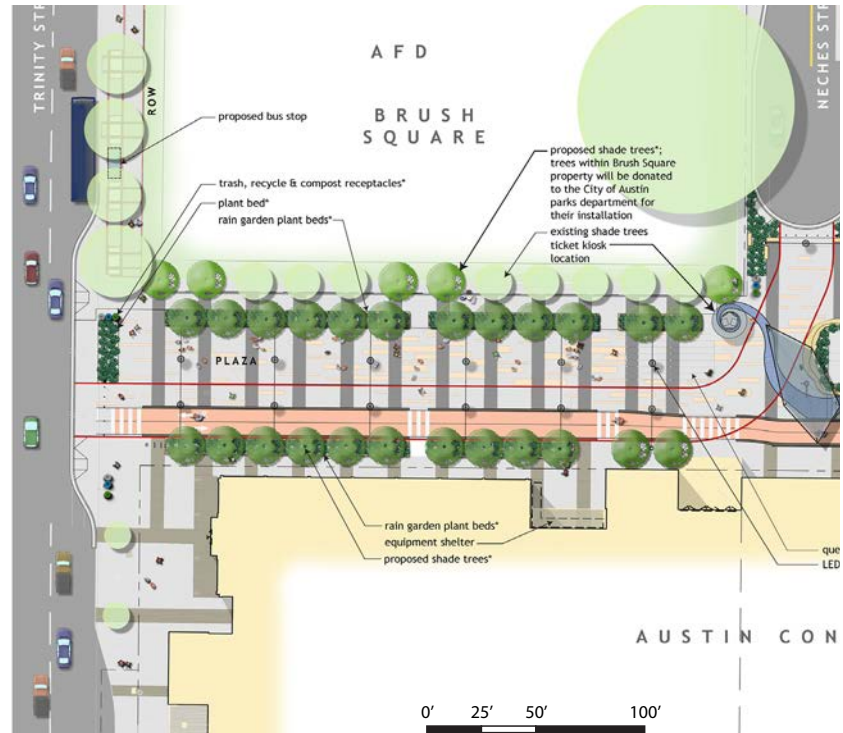 TRINITY STR
AFD
BRUSH
SQUARE
NECHES STR
ROW
proposed bus stop
trash, recycle & compost receptacles*
plant bed*
rain garden plant beds*
proposed shade trees*;
trees within Brush Square
property will be donated
to the City of Austin
parks department for
their installation
existing shade trees
ticket kiosk
location
PLAZA
rain garden plant beds*
equipment shelter
proposed shade trees*
que
LED
AUSTIN CON
0' 25' 50' 100'